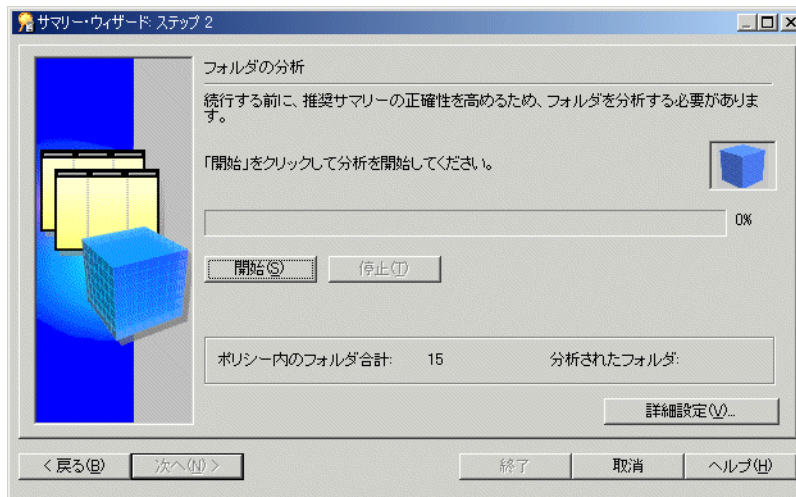 サマリー・ウィザード: ステップ 2
フォルダの分析
続行する前に、推奨サマリーの正確性を高めるため、フォルダを分析する必要がありま
す。
「開始」をクリックして分析を開始してください。
0%
開始(S) 停止(T)
ポリシー内のフォルダ合計: 15 分析されたフォルダ:
詳細設定(V)...
< 戻る(B) 次へ(N) > 終了 取消 ヘルプ(H)